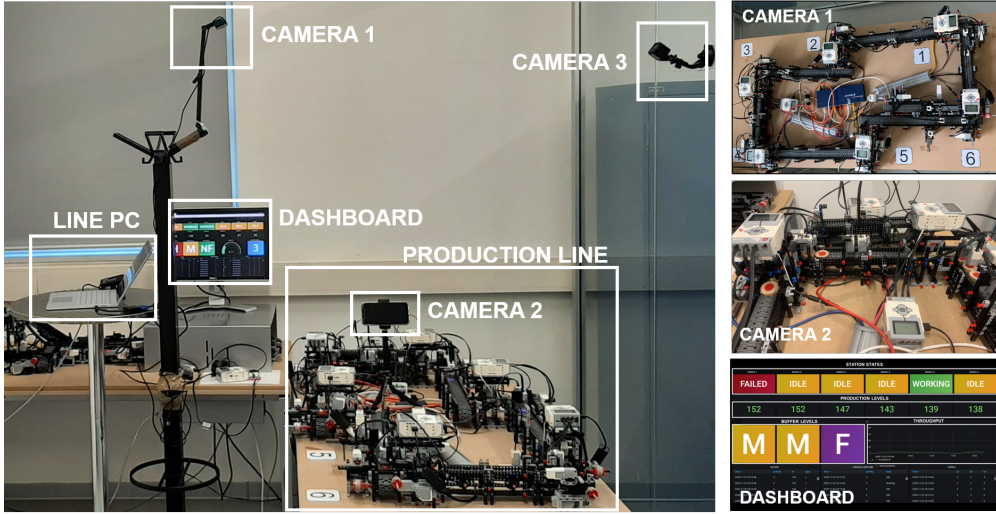 CAMERA 1
CAMERA 3
LINE PC
DASHBOARD
M NF 3
PRODUCTION LINE
CAMERA 2
5
6
CAMERA 1
3
2
1
4
5
6
CAMERA 2
STATION STATES
FAILED IDLE IDLE IDLE WORKING IDLE
PRODUCTION LEVELS
152 152 147 143 139 138
BUFFER LEVELS THROUGHPUT
M M F
DASHBOARD